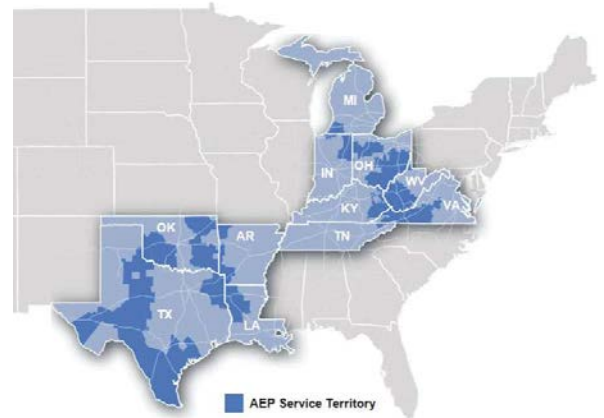 MI
IN
OH
WV
KY
VA
TN
OK
AR
TX
LA
AEP Service Territory